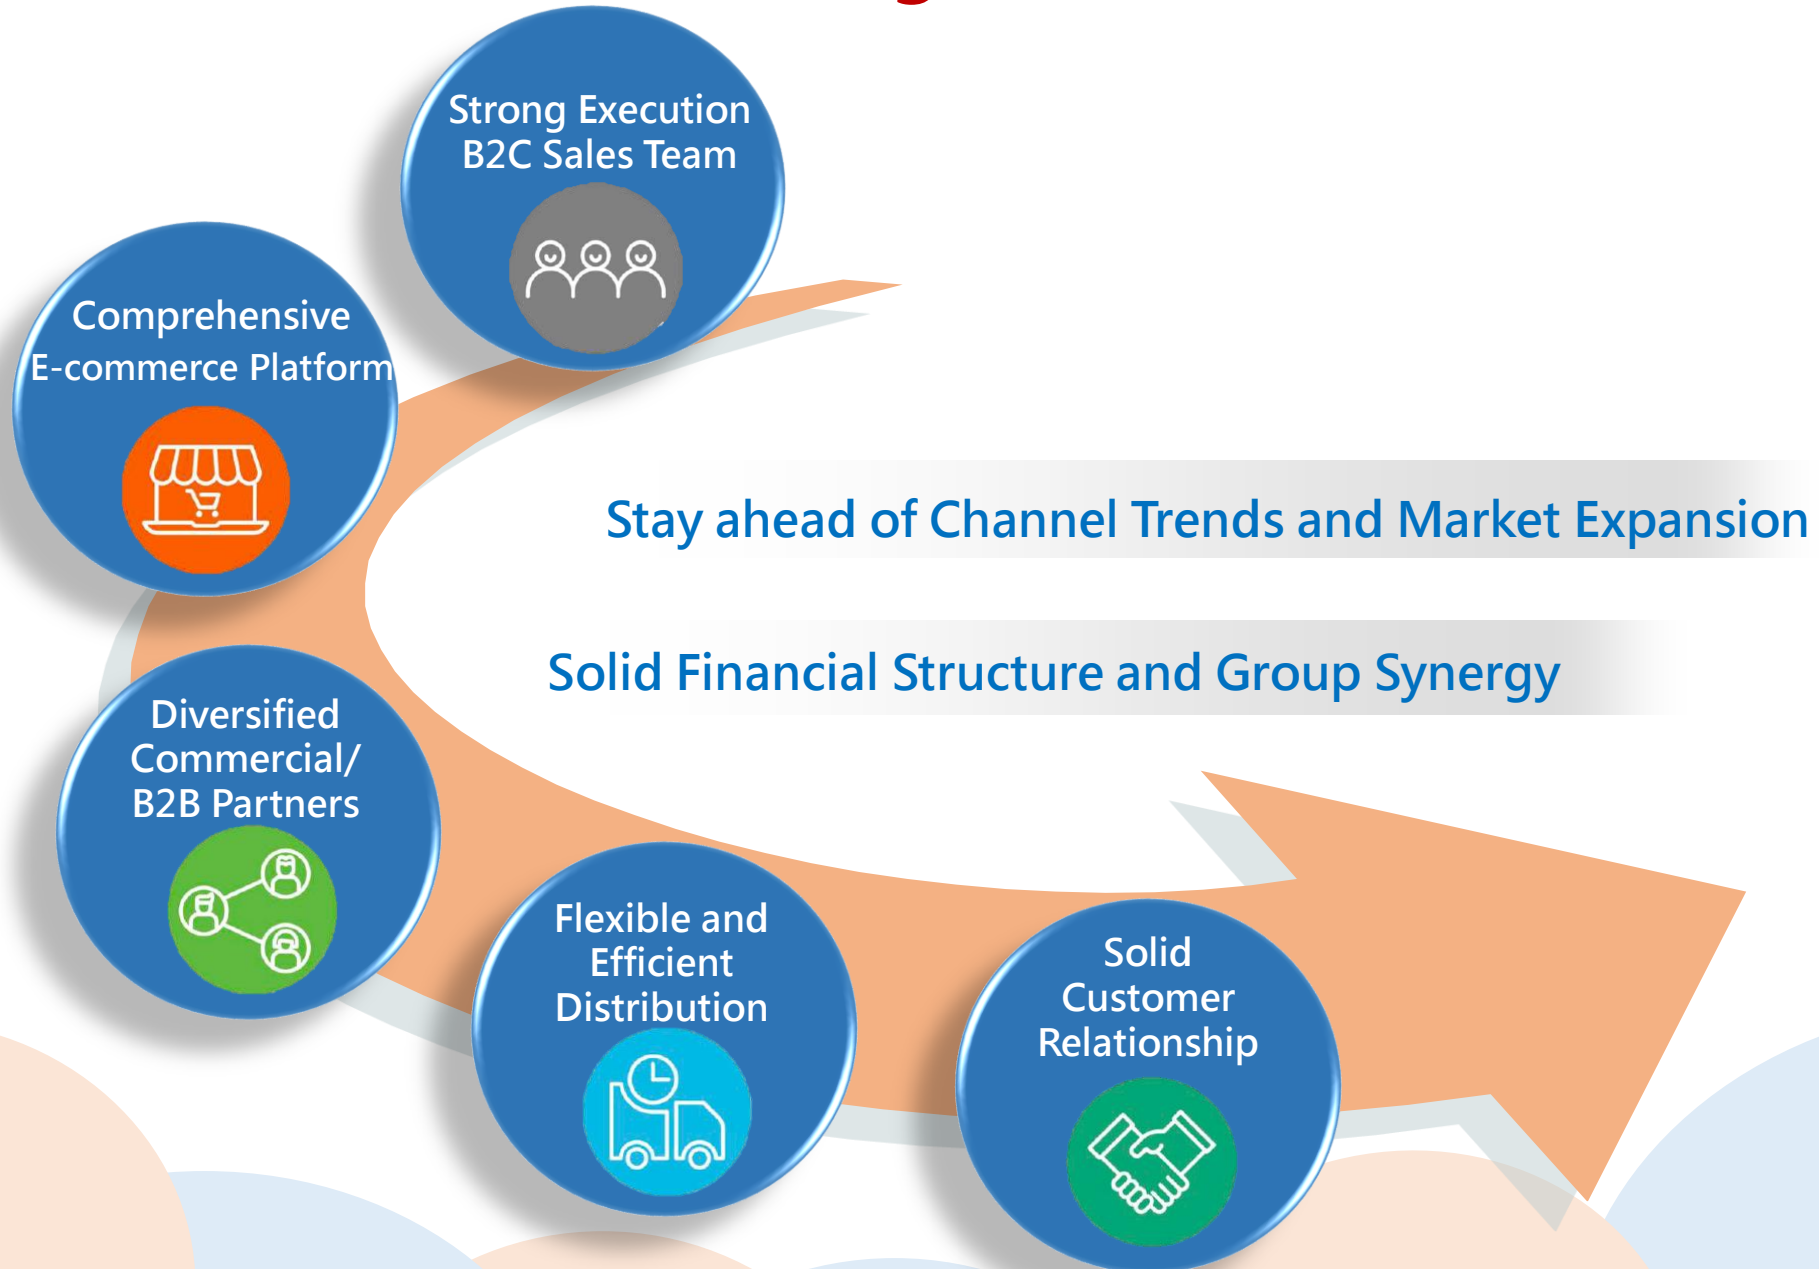 Strong Execution
B2C Sales Team
Comprehensive
E-commerce Platform
Stay ahead of Channel Trends and Market Expansion
Solid Financial Structure and Group Synergy
Diversified
Commercial/
B2B Partners
Flexible and
Efficient
Distribution
Solid
Customer
Relationship